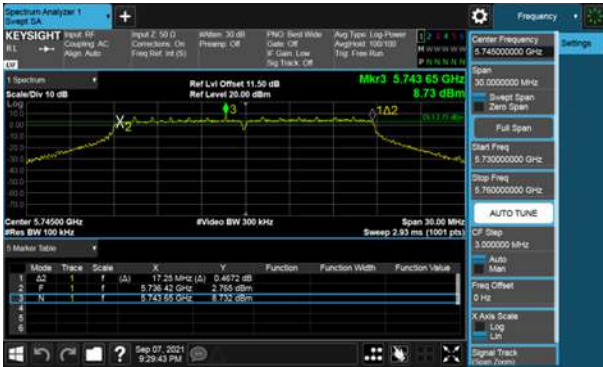 Spectrum Analyzer 1
Swept SA
+
Frequency
KEYSIGHT
Input: RF
Coupling: AC
Align: Auto
Input Z: 50 Ω
Corrections: On
Freq Ref: Int (S)
#Atten: 30 dB
Preamp: Off
PNO: Best Wide
Gate: Off
IF Gain: Low
Sig Track: Off
Avg Type: Log-Power
Avg|Hold: 100/100
Trig: Free Run
1 Spectrum
Scale/Div 10 dB
Ref Lvl Offset 11.50 dB
Ref Level 20.00 dBm
Mkr3 5.743 65 GHz
8.73 dBm
Log
10.0
0.00
3
X2
1Δ2
Center 5.74500 GHz
#Res BW 100 kHz
#Video BW 300 kHz
Span 30.00 MHz
Sweep 2.93 ms (1001 pts)
5 Marker Table
Mode Trace Scale X Y Function Function Width Function Value
1 Δ2 1 f (Δ) 17.25 MHz (Δ) 0.4672 dB
2 F 1 f 5.736 42 GHz 2.765 dBm
3 N 1 f 5.743 65 GHz 8.732 dBm
4
5
6
Sep 07, 2021
9:29:43 PM
Center Frequency
5.745000000 GHz
Settings
Span
30.0000000 MHz
Swept Span
Zero Span
Full Span
Start Freq
5.730000000 GHz
Stop Freq
5.760000000 GHz
AUTO TUNE
CF Step
3.000000 MHz
Auto
Man
Freq Offset
0 Hz
X Axis Scale
Log
Lin
Signal Track
(Span Zoom)